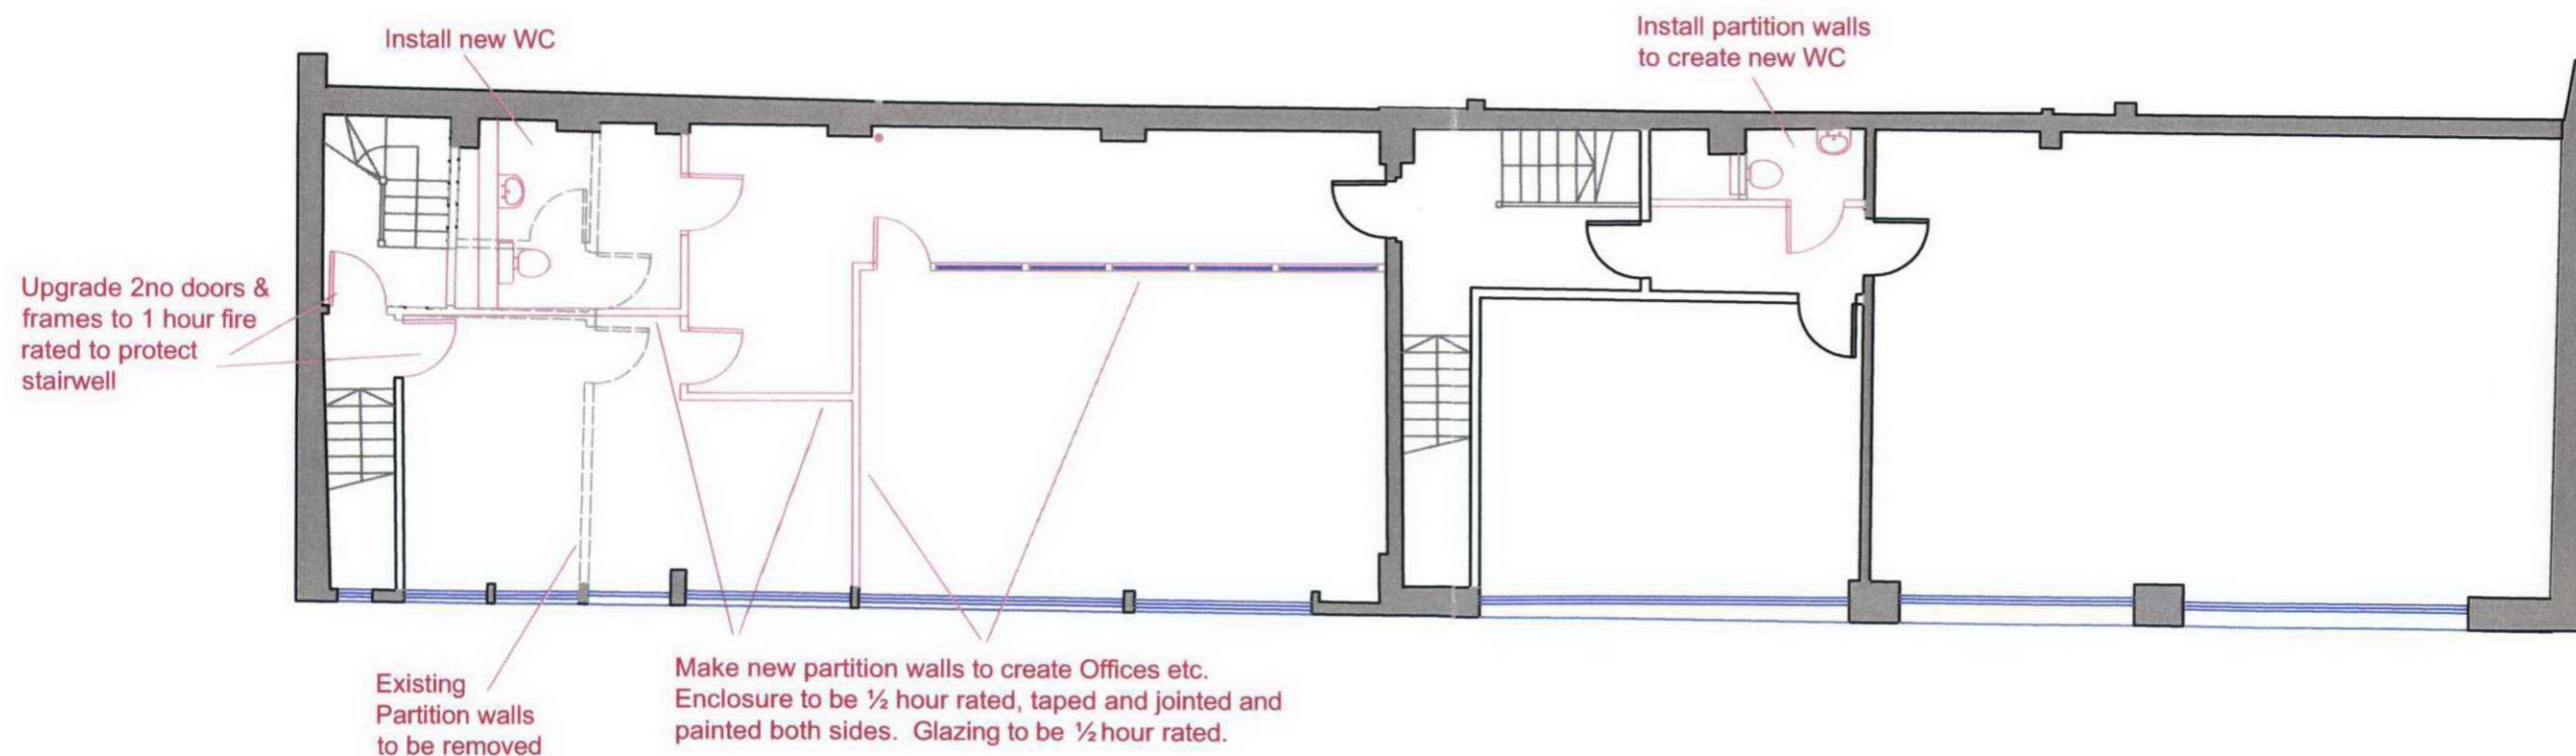 Install new WC
Install partition walls
to create new WC
Upgrade 2no doors &
frames to 1 hour fire
rated to protect
stairwell
Existing
Partition walls
to be removed
Make new partition walls to create Offices etc.
Enclosure to be ½ hour rated, taped and jointed and
painted both sides. Glazing to be ½ hour rated.